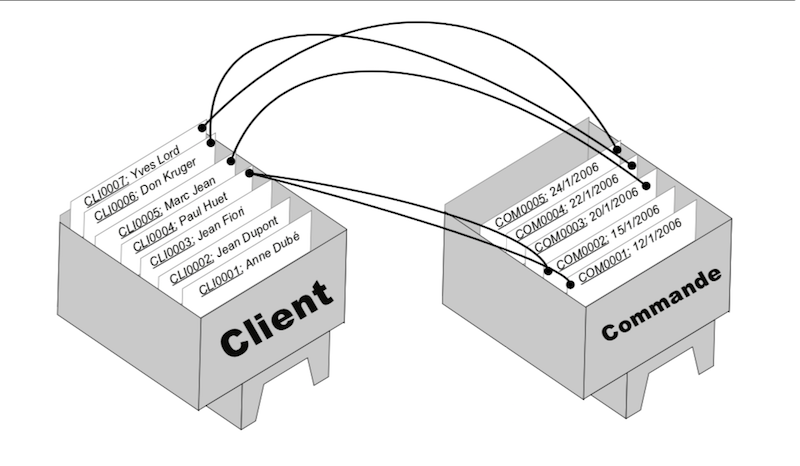 CLI0007: Yves Lord
CLI0006: Don Kruger
CLI0005: Marc Jean
CLI0004: Paul Huet
CLI0003: Jean Fiori
CLI0002: Jean Dupont
CLI0001: Anne Dubé
Client
COM0005: 24/1/2006
COM0004: 22/1/2006
COM0003: 20/1/2006
COM0002: 15/1/2006
COM0001: 12/1/2006
Commande